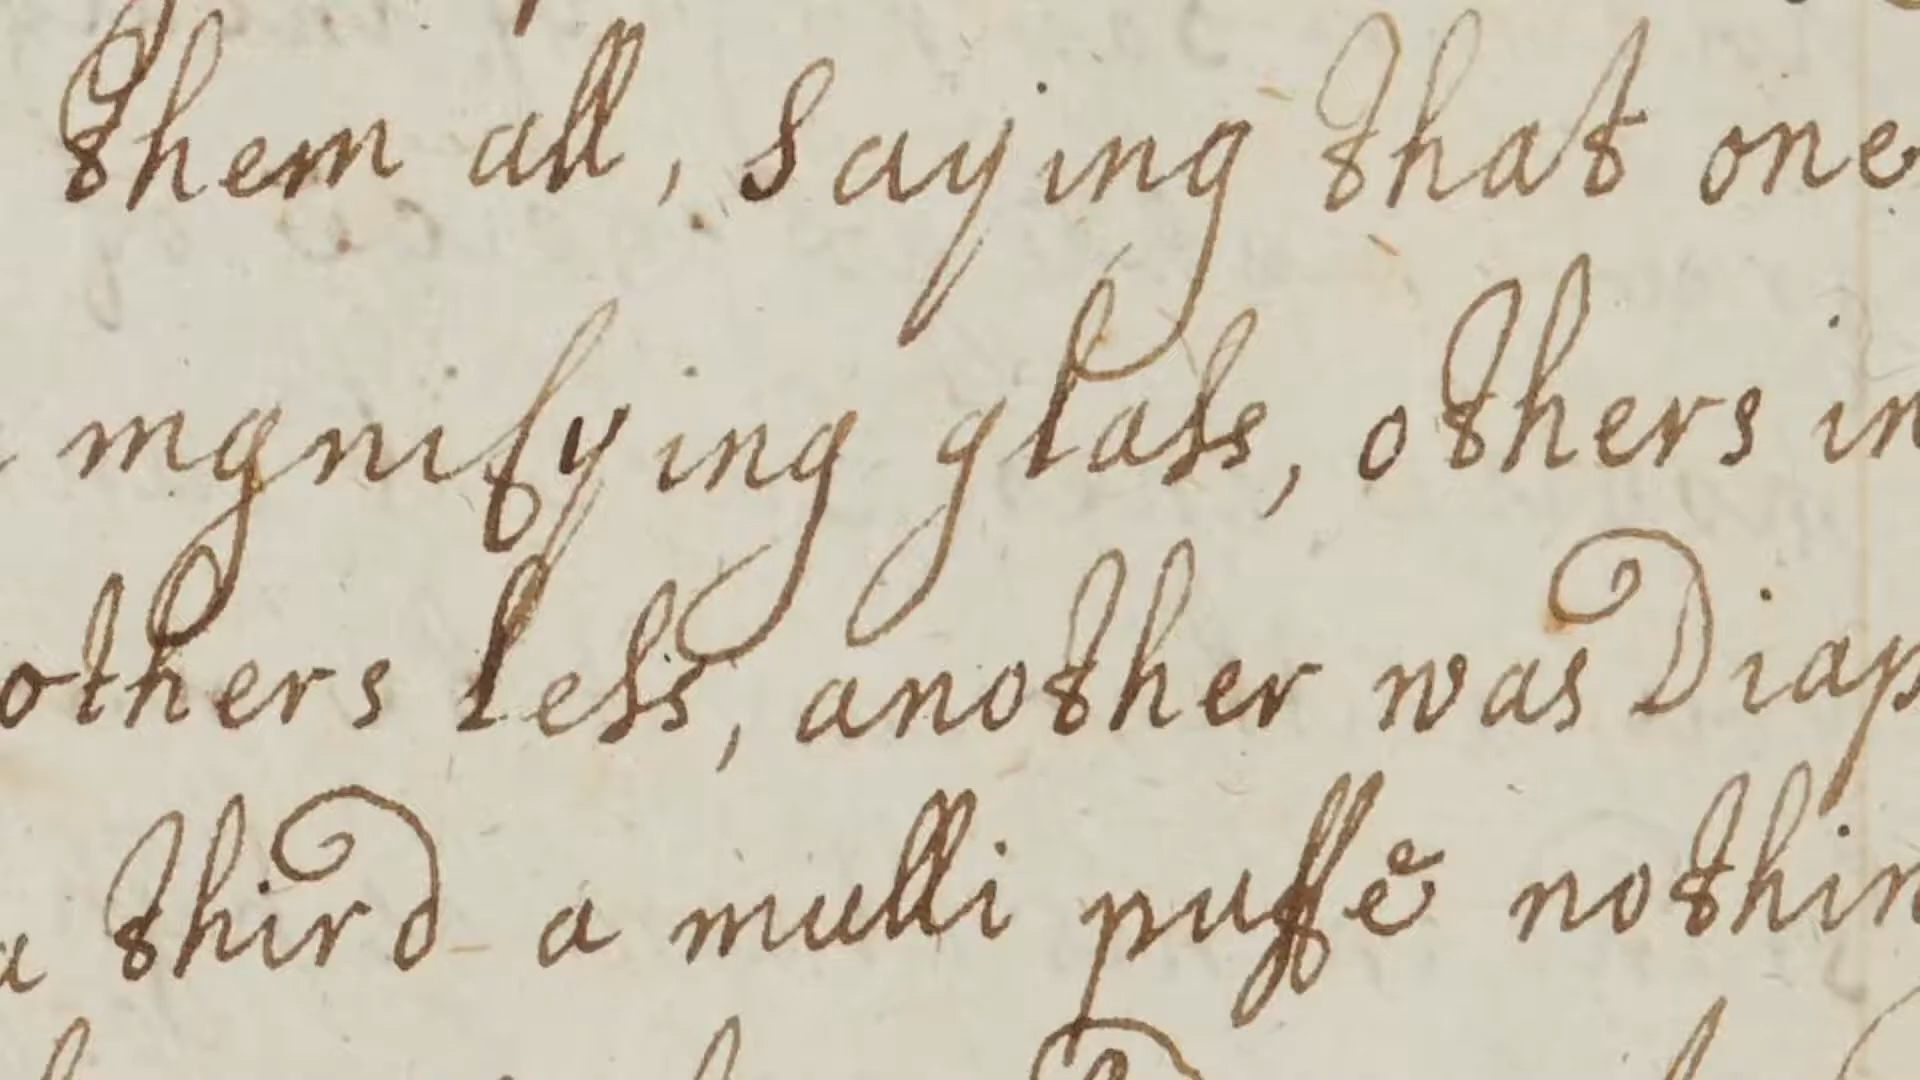 them all, saying that one
mgnifying glass, others in
others less, another was Diap
a third a mulli puffe nothin